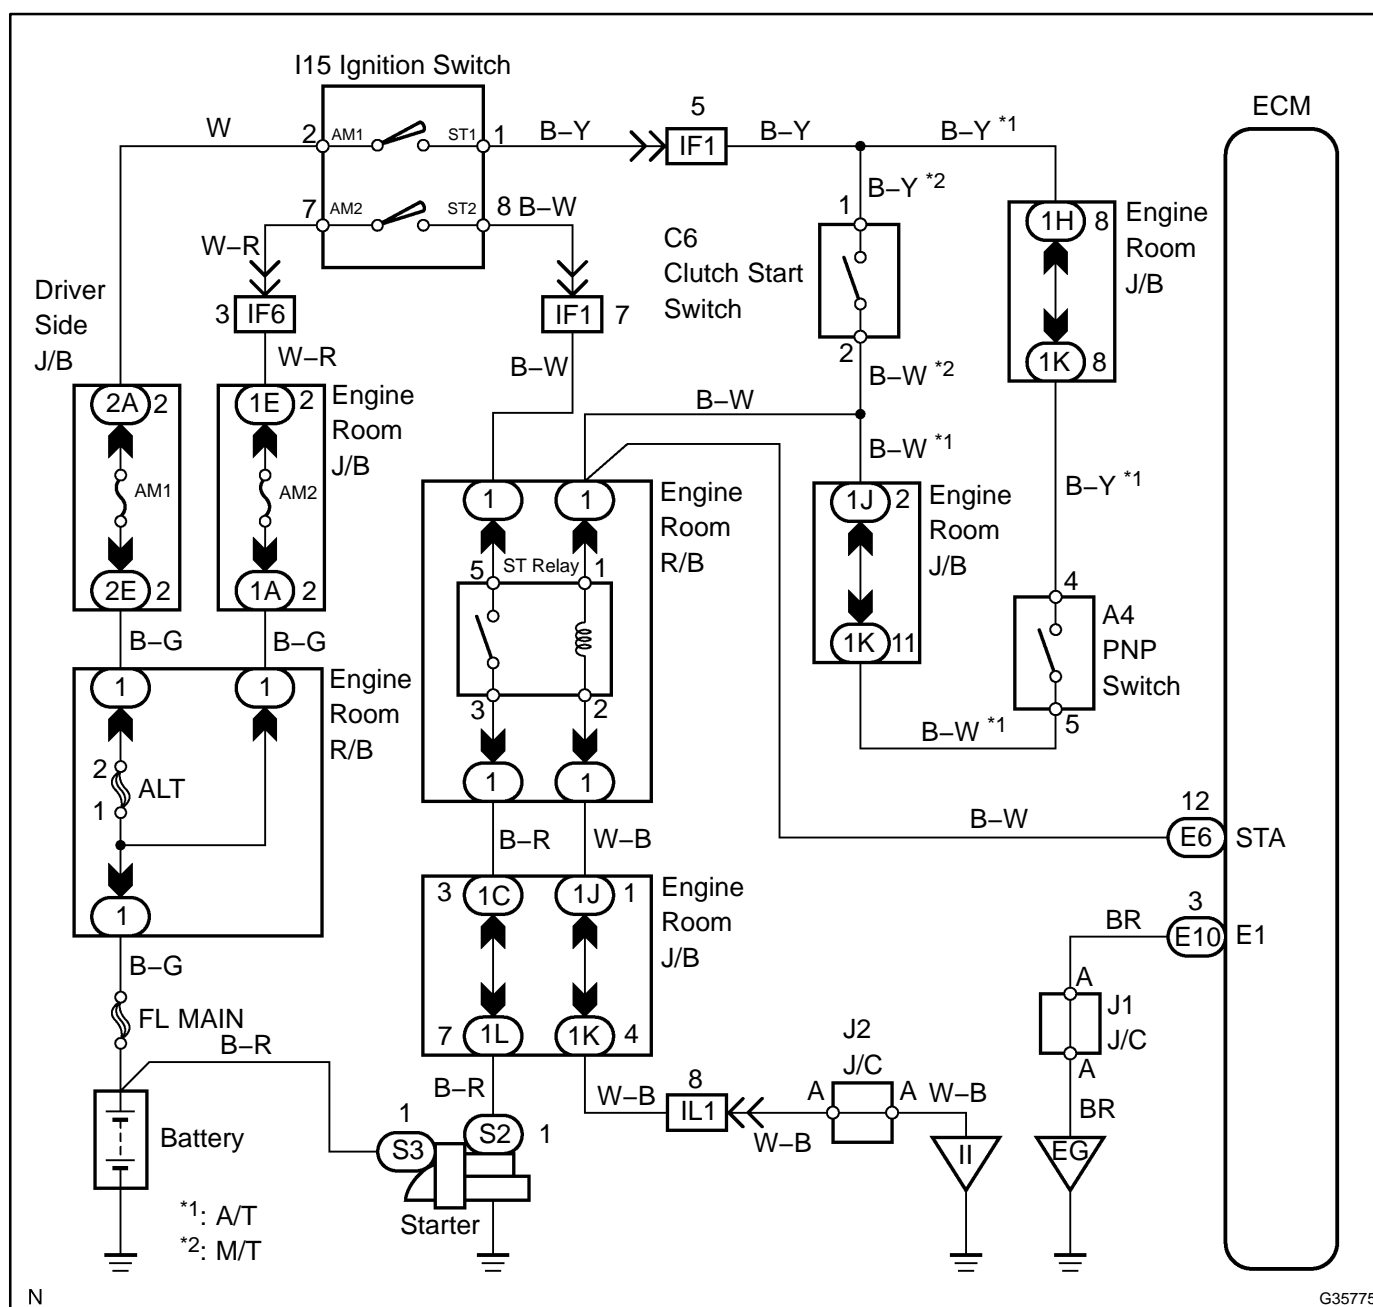 I15 Ignition Switch
5
ECM
W
2
AM1
ST1
1
B–Y
IF1
B–Y
B–Y *1
7
AM2
ST2
8
B–W
W–R
B–Y *2
1
C6
Clutch Start
Switch
2
1H
8
Engine
Room
J/B
1K
8
Driver
Side
J/B
3
IF6
IF1
7
W–R
B–W
B–W *2
B–W
B–W *1
2A
2
1E
2
Engine
Room
J/B
AM1
AM2
2E
2
1A
2
B–G
B–G
1
1
Engine
Room
R/B
1J
2
Engine
Room
J/B
1K
11
B–Y *1
5
ST Relay
1
3
2
1
1
4
A4
PNP
Switch
5
B–W *1
1
1
Engine
Room
R/B
2
ALT
1
1
B–R
W–B
B–W
12
E6
STA
3
1C
1J
1
Engine
Room
J/B
3
BR
E10
E1
B–G
FL MAIN
B–R
7
1L
1K
4
J2
J/C
A
J1
J/C
A
B–R
W–B
8
IL1
W–B
A
A
W–B
BR
Battery
1
S3
S2
1
Starter
II
EG
*1: A/T
*2: M/T
N
G35775